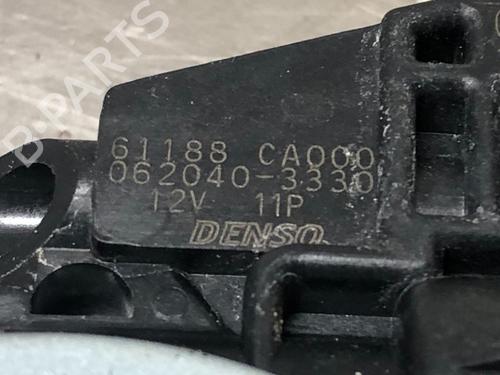 61188 CA000
062040-3330
12V 11P
DENSO
B-PARTS